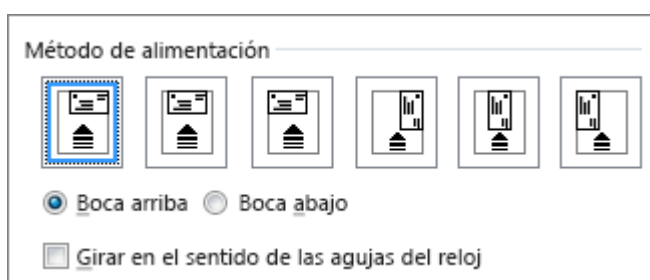 Método de alimentación
Boca arriba Boca abajo
Girar en el sentido de las agujas del reloj